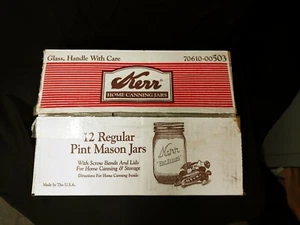 Glass, Handle With Care 70610-00503
Kerr
HOME CANNING JARS
12 Regular
Pint Mason Jars
With Screw Bands And Lids
For Home Canning & Storage
Directions For Home Canning Inside
Made In The U.S.A.
Kerr